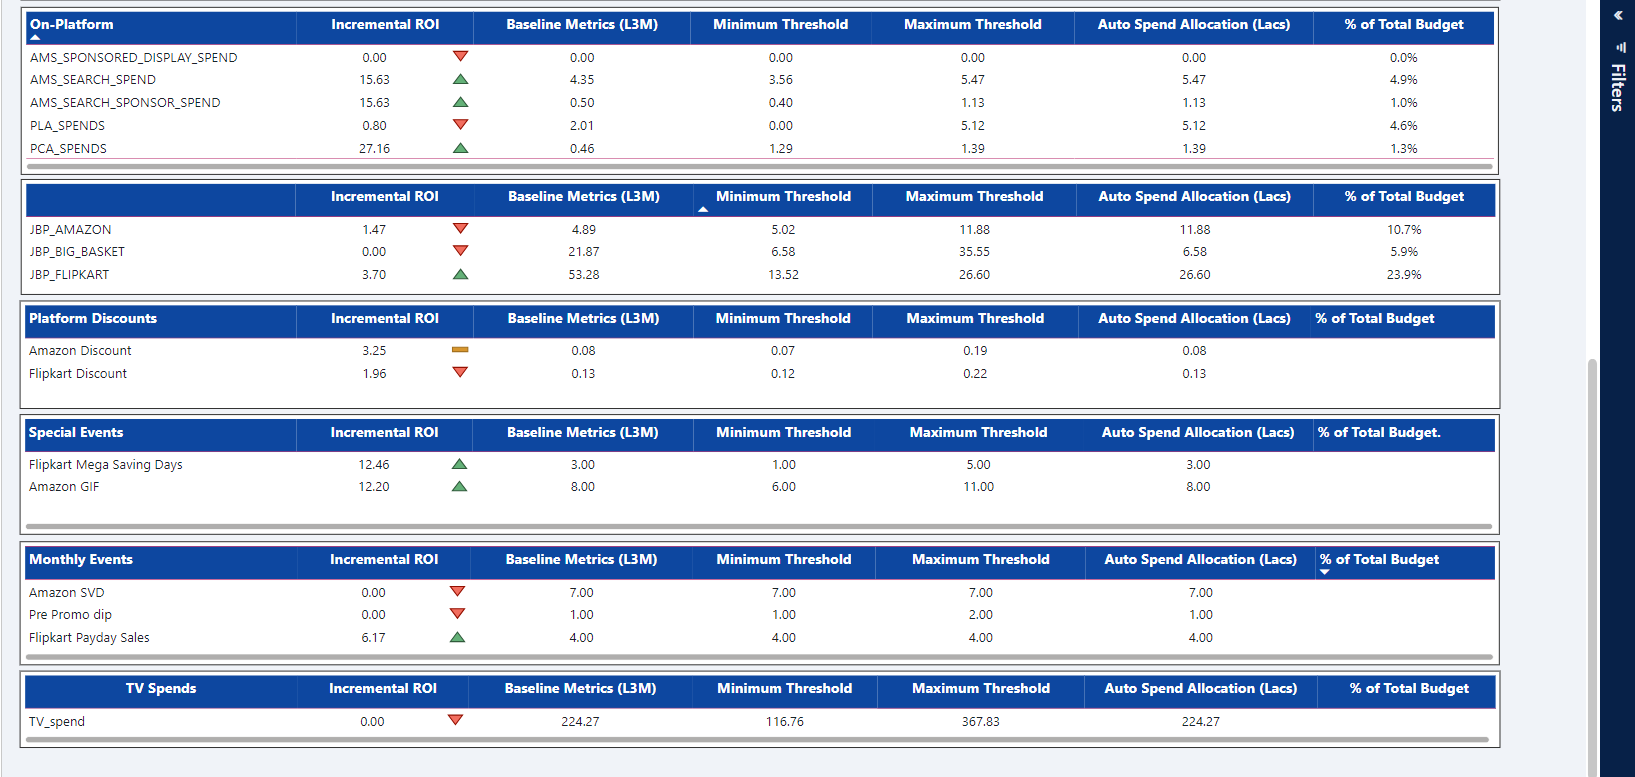 On-Platform Incremental ROI Baseline Metrics (L3M) Minimum Threshold Maximum Threshold Auto Spend Allocation (Lacs) % of Total Budget
AMS_SPONSORED_DISPLAY_SPEND 0.00 0.00 0.00 0.00 0.00 0.0%
AMS_SEARCH_SPEND 15.63 4.35 3.56 5.47 5.47 4.9%
AMS_SEARCH_SPONSOR_SPEND 15.63 0.50 0.40 1.13 1.13 1.0%
PLA_SPENDS 0.80 2.01 0.00 5.12 5.12 4.6%
PCA_SPENDS 27.16 0.46 1.29 1.39 1.39 1.3%
Incremental ROI Baseline Metrics (L3M) Minimum Threshold Maximum Threshold Auto Spend Allocation (Lacs) % of Total Budget
JBP_AMAZON 1.47 4.89 5.02 11.88 11.88 10.7%
JBP_BIG_BASKET 0.00 21.87 6.58 35.55 6.58 5.9%
JBP_FLIPKART 3.70 53.28 13.52 26.60 26.60 23.9%
Platform Discounts Incremental ROI Baseline Metrics (L3M) Minimum Threshold Maximum Threshold Auto Spend Allocation (Lacs) % of Total Budget
Amazon Discount 3.25 0.08 0.07 0.19 0.08
Flipkart Discount 1.96 0.13 0.12 0.22 0.13
Special Events Incremental ROI Baseline Metrics (L3M) Minimum Threshold Maximum Threshold Auto Spend Allocation (Lacs) % of Total Budget.
Flipkart Mega Saving Days 12.46 3.00 1.00 5.00 3.00
Amazon GIF 12.20 8.00 6.00 11.00 8.00
Monthly Events Incremental ROI Baseline Metrics (L3M) Minimum Threshold Maximum Threshold Auto Spend Allocation (Lacs) % of Total Budget
Amazon SVD 0.00 7.00 7.00 7.00 7.00
Pre Promo dip 0.00 1.00 1.00 2.00 1.00
Flipkart Payday Sales 6.17 4.00 4.00 4.00 4.00
TV Spends Incremental ROI Baseline Metrics (L3M) Minimum Threshold Maximum Threshold Auto Spend Allocation (Lacs) % of Total Budget
TV_spend 0.00 224.27 116.76 367.83 224.27
Filters